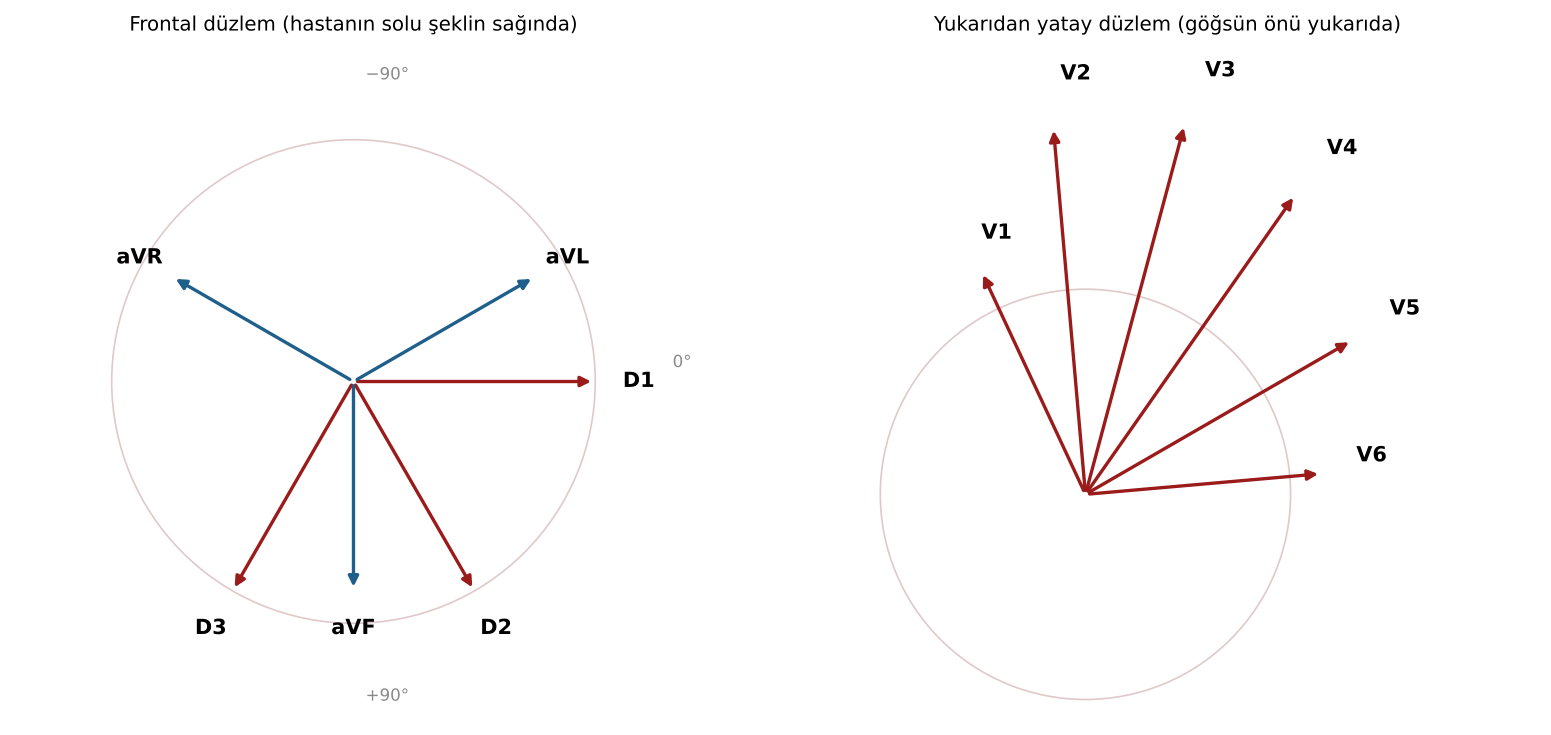 Frontal düzlem (hastanın solu şeklin sağında)
−90°
aVR
aVL
0°
D1
D3
aVF
D2
+90°
Yukarıdan yatay düzlem (göğsün önü yukarıda)
V2
V3
V4
V1
V5
V6